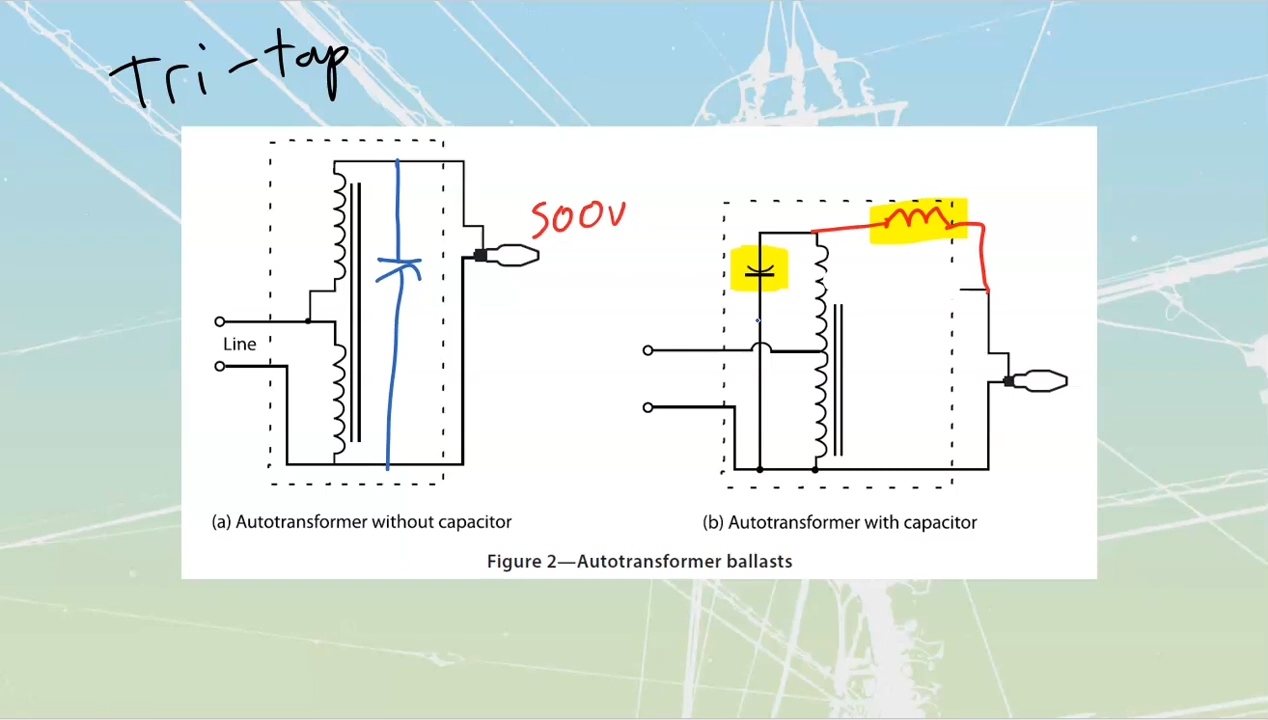 Tri-tap
500V
Line
(a) Autotransformer without capacitor
(b) Autotransformer with capacitor
Figure 2—Autotransformer ballasts